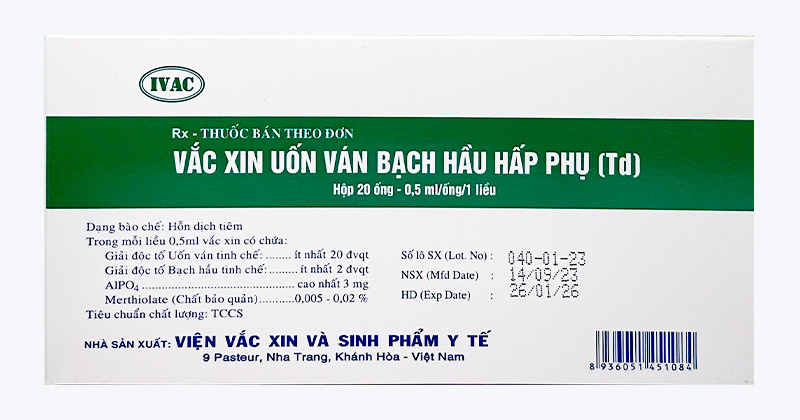 IVAC
Rx - THUỐC BÁN THEO ĐƠN
VẮC XIN UỐN VÁN BẠCH HẦU HẤP PHỤ (Td)
Hộp 20 ống - 0,5 ml/ống/1 liều
Dạng bào chế: Hỗn dịch tiêm
Trong mỗi liều 0,5ml vắc xin có chứa:
Giải độc tố Uốn ván tinh chế: ....... ít nhất 20 đvqt
Giải độc tố Bạch hầu tinh chế: ...... ít nhất 2 đvqt
AlPO₄ ........................................... cao nhất 3 mg
Merthiolate (Chất bảo quản) ..........0,005 - 0,02 %
Tiêu chuẩn chất lượng: TCCS
Số lô SX (Lot. No) : 040-01-23
NSX (Mfd Date) : 14/09/23
HD (Exp Date) : 26/01/26
NHÀ SẢN XUẤT: VIỆN VẮC XIN VÀ SINH PHẨM Y TẾ
9 Pasteur, Nha Trang, Khánh Hòa - Việt Nam
8 936051 451084